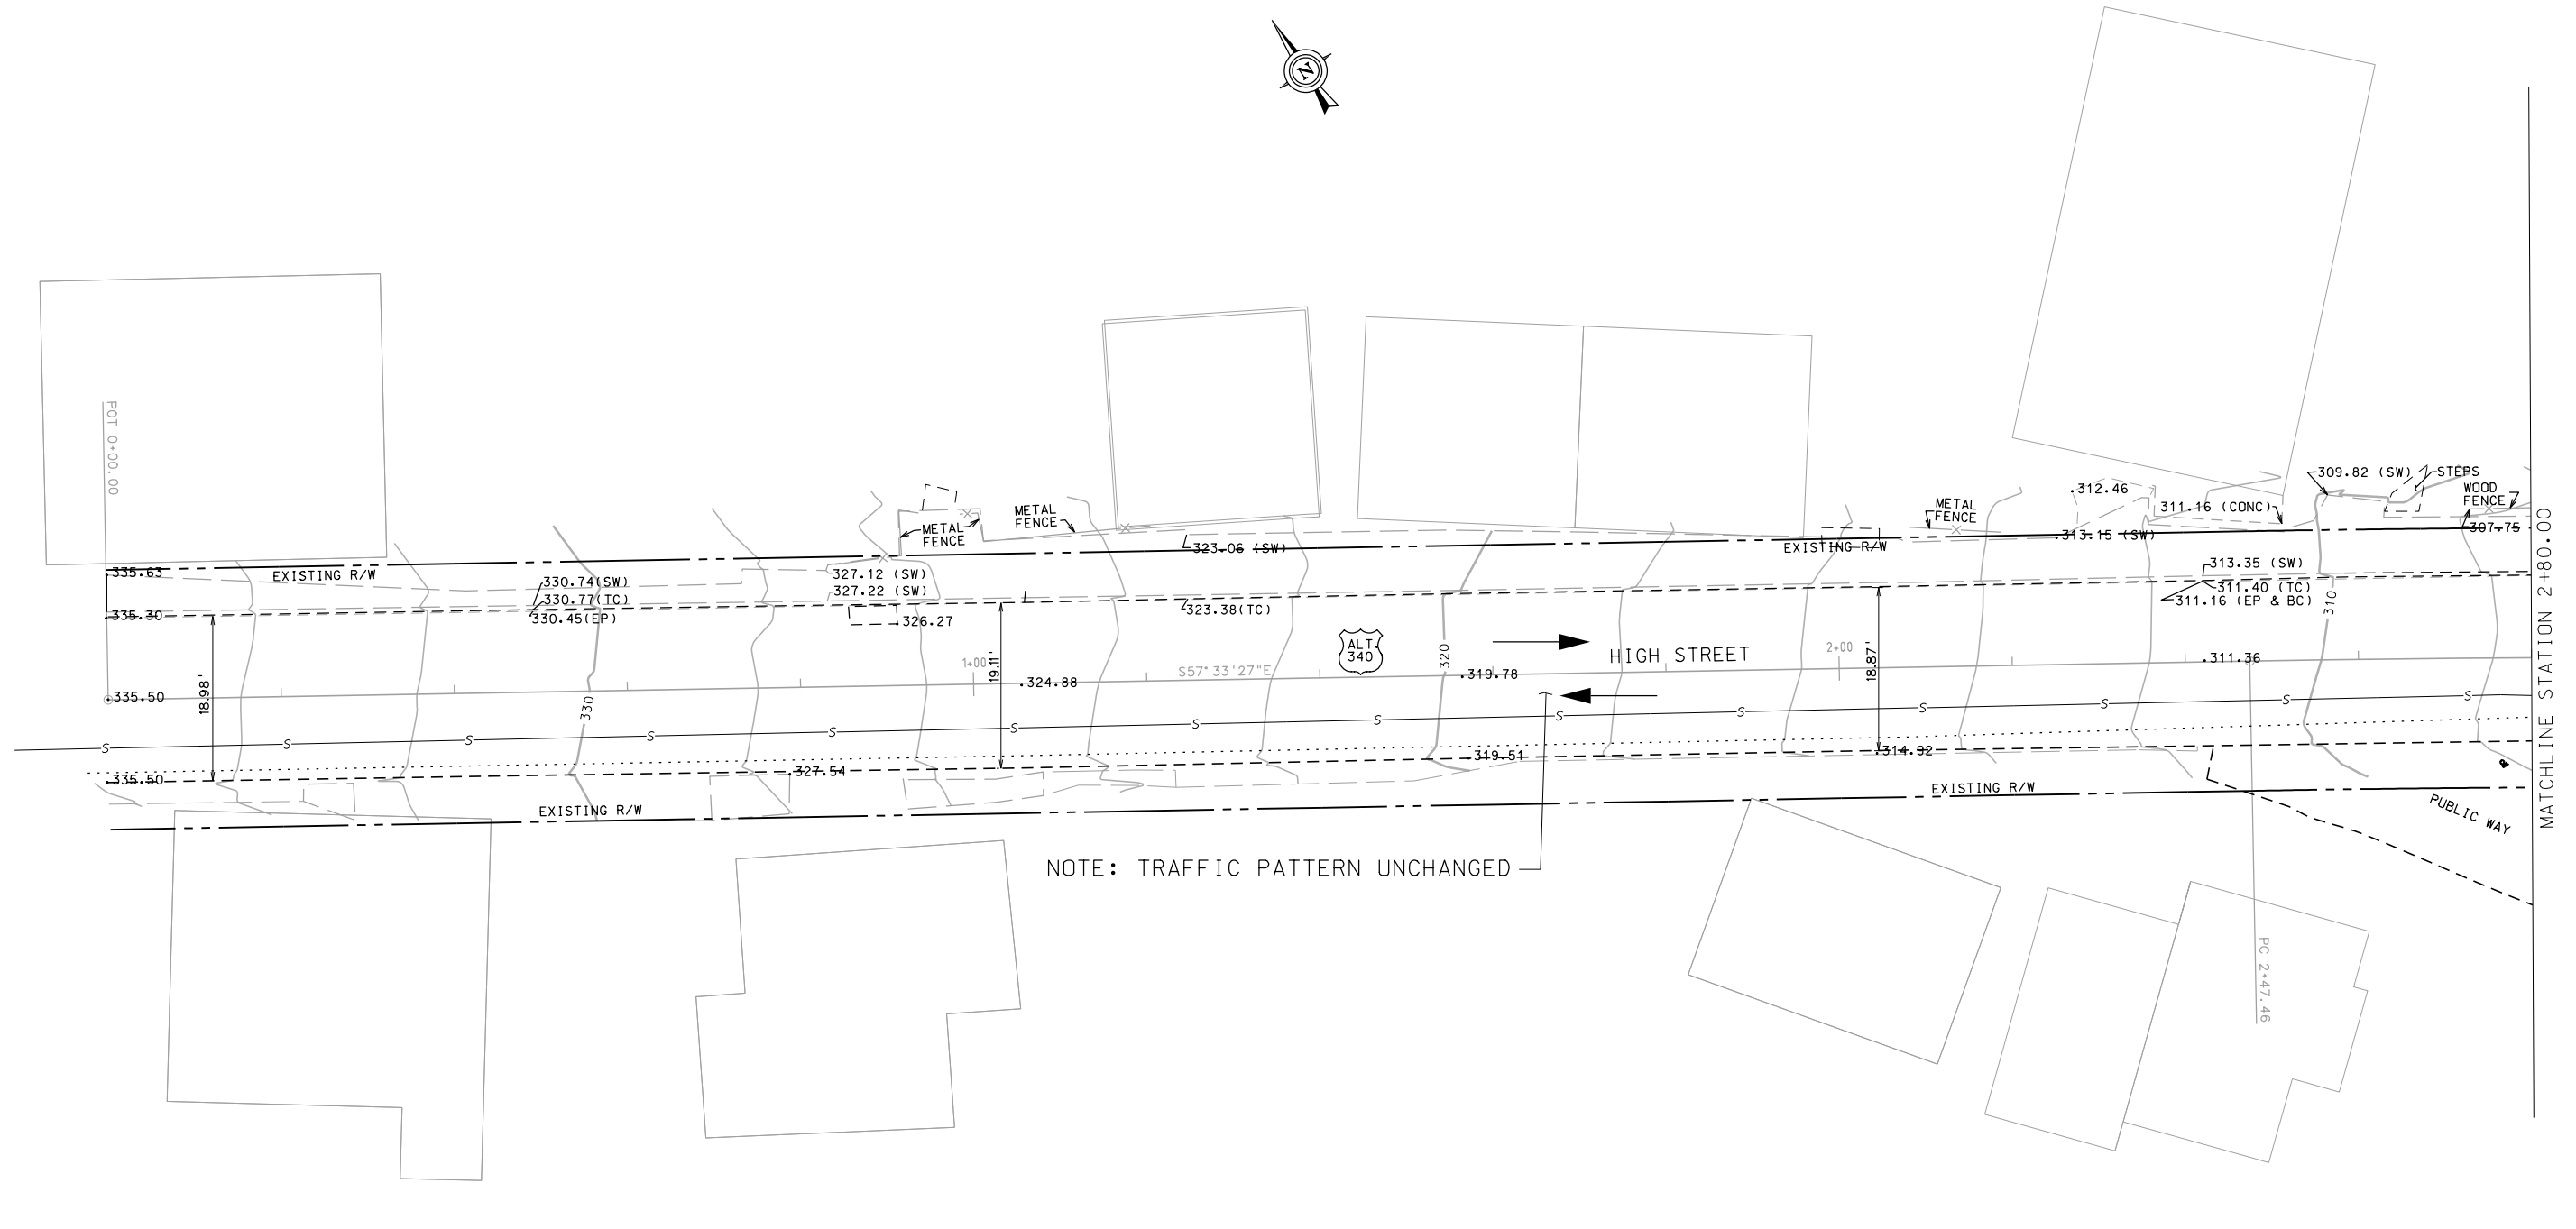 N
POT 0+00.00
335.63
335.30
335.50
335.50
EXISTING R/W
18.98'
330.74(SW)
330.77(TC)
330.45(EP)
330
EXISTING R/W
327.54
327.12 (SW)
327.22 (SW)
326.27
METAL
FENCE
METAL
FENCE
1+00
19.11'
324.88
323.06 (SW)
323.38(TC)
S57°33'27"E
ALT.
340
320
319.78
319.51
HIGH STREET
NOTE: TRAFFIC PATTERN UNCHANGED
EXISTING R/W
2+00
18.87'
314.92
EXISTING R/W
METAL
FENCE
312.46
313.15 (SW)
311.16 (CONC)
313.35 (SW)
311.40 (TC)
311.16 (EP & BC)
311.36
309.82 (SW)
STEPS
WOOD
FENCE
307.75
310
PUBLIC WAY
PC 2+47.46
MATCHLINE STATION 2+80.00
S
S
S
S
S
S
S
S
S
S
S
S
S
S